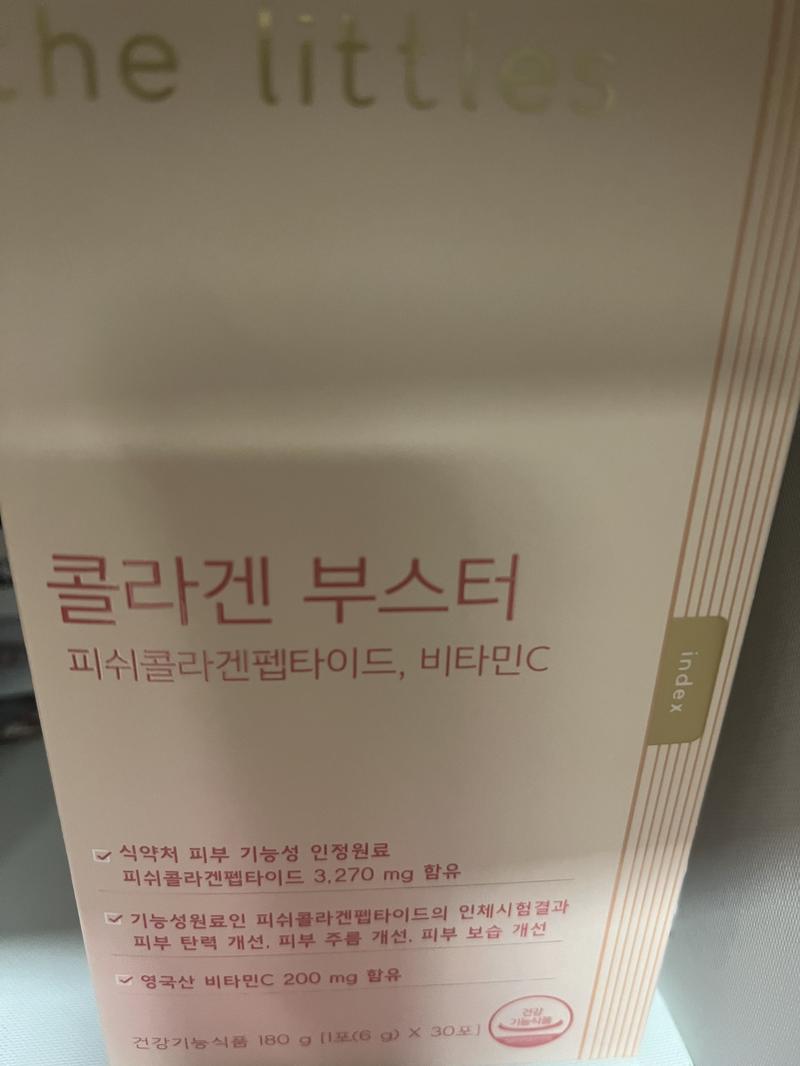 the littles
콜라겐 부스터
피쉬콜라겐펩타이드, 비타민C
index
식약처 피부 기능성 인정원료
피쉬콜라겐펩타이드 3,270 mg 함유
기능성원료인 피쉬콜라겐펩타이드의 인체시험결과
피부 탄력 개선, 피부 주름 개선, 피부 보습 개선
영국산 비타민C 200 mg 함유
건강기능식품 180 g [1포(6 g) X 30포]
건강
기능식품